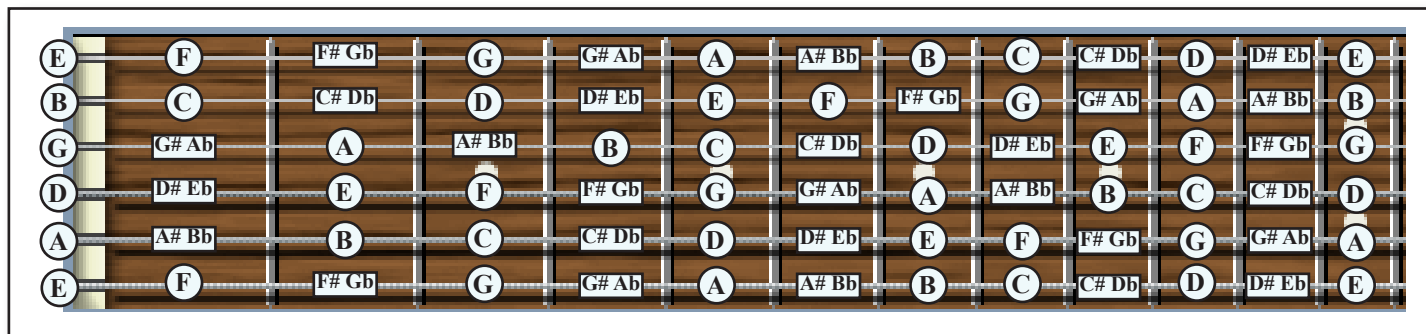 E F F# Gb G G# Ab A A# Bb B C C# Db D D# Eb E
B C C# Db D D# Eb E F F# Gb G G# Ab A A# Bb B
G G# Ab A A# Bb B C C# Db D D# Eb E F F# Gb G
D D# Eb E F F# Gb G G# Ab A A# Bb B C C# Db D
A A# Bb B C C# Db D D# Eb E F F# Gb G G# Ab A
E F F# Gb G G# Ab A A# Bb B C C# Db D D# Eb E